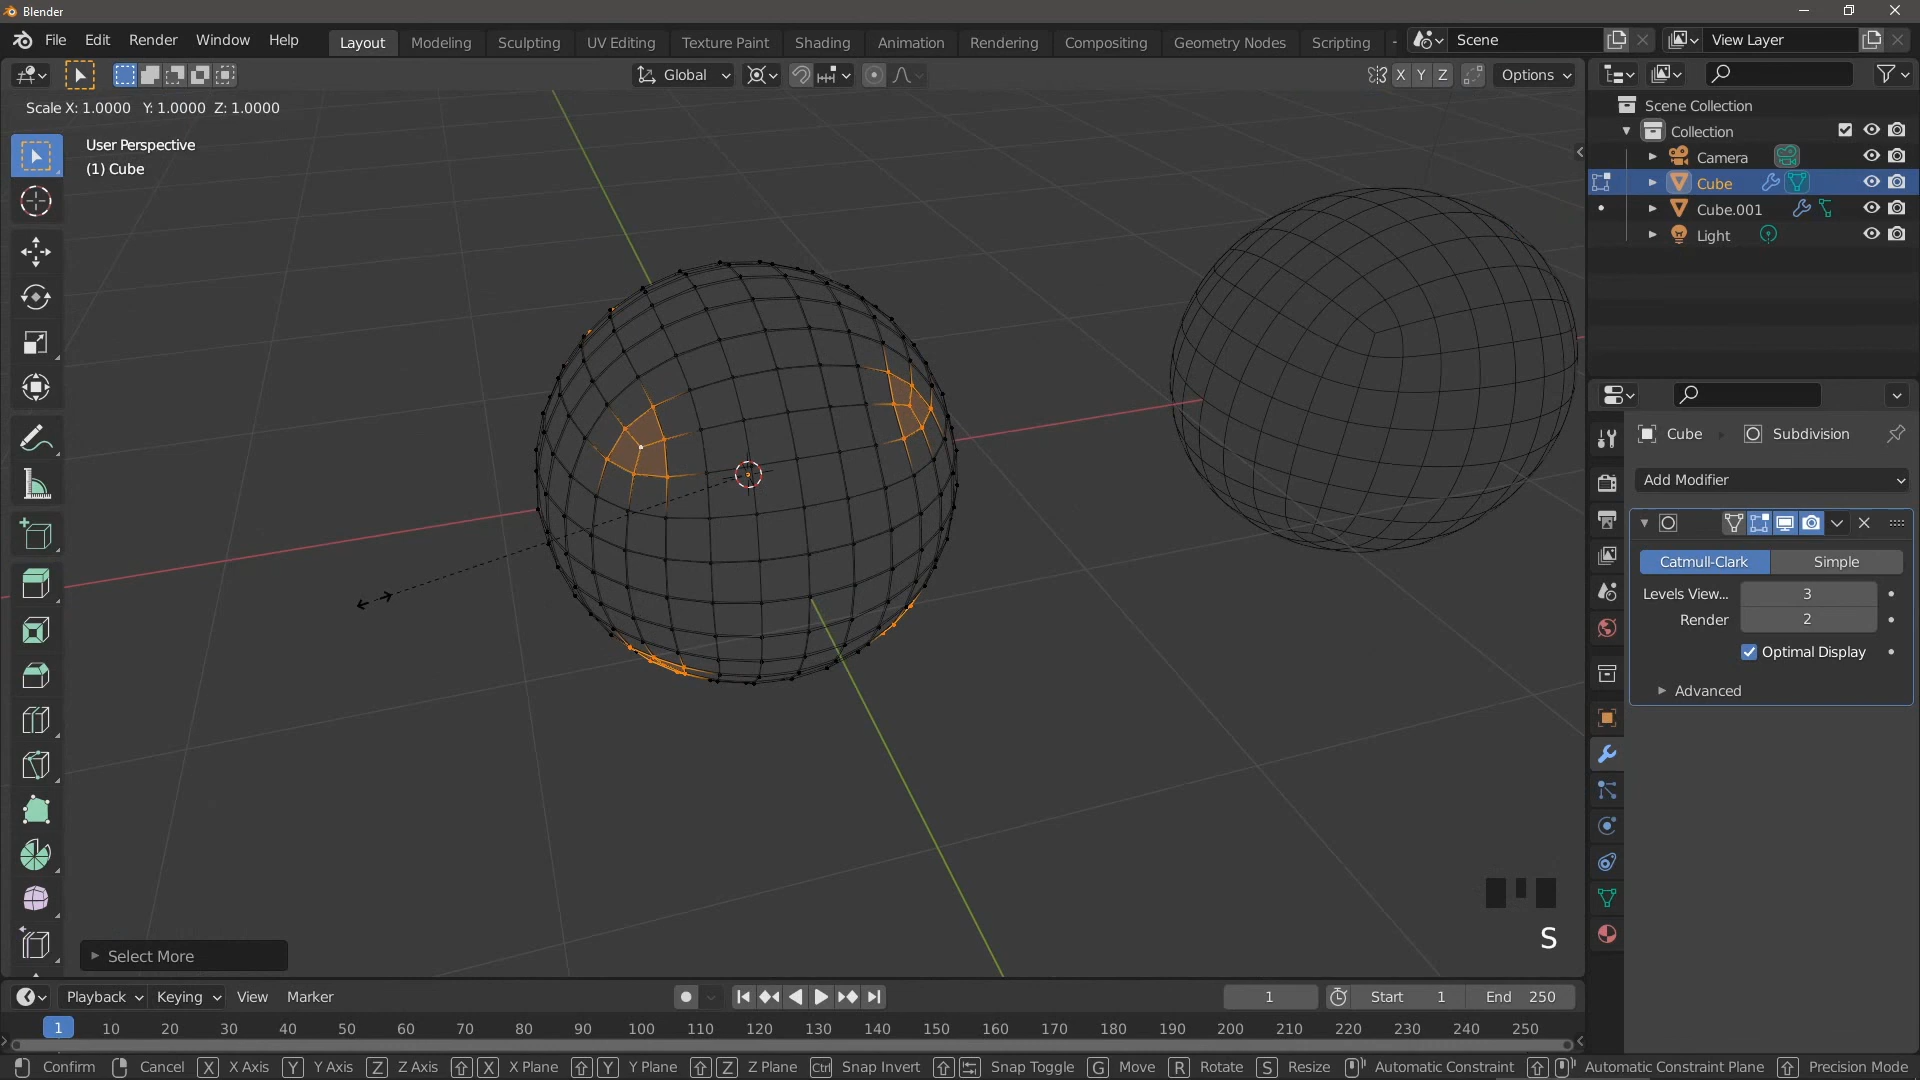 Blender
File Edit Render Window Help Layout Modeling Sculpting UV Editing Texture Paint Shading Animation Rendering Compositing Geometry Nodes Scripting Scene View Layer
Global X Y Z Options
Scale X: 1.0000 Y: 1.0000 Z: 1.0000
User Perspective
(1) Cube
Scene Collection
Collection
Camera
Cube
Cube.001
Light
Cube Subdivision
Add Modifier
Catmull-Clark Simple
Levels View... 3
Render 2
Optimal Display
Advanced
S
Select More
Playback Keying View Marker 1 Start 1 End 250
1 10 20 30 40 50 60 70 80 90 100 110 120 130 140 150 160 170 180 190 200 210 220 230 240 250
Confirm Cancel X X Axis Y Y Axis Z Z Axis X X Plane Y Y Plane Z Z Plane Ctrl Snap Invert Snap Toggle G Move R Rotate S Resize Automatic Constraint Automatic Constraint Plane Precision Mode